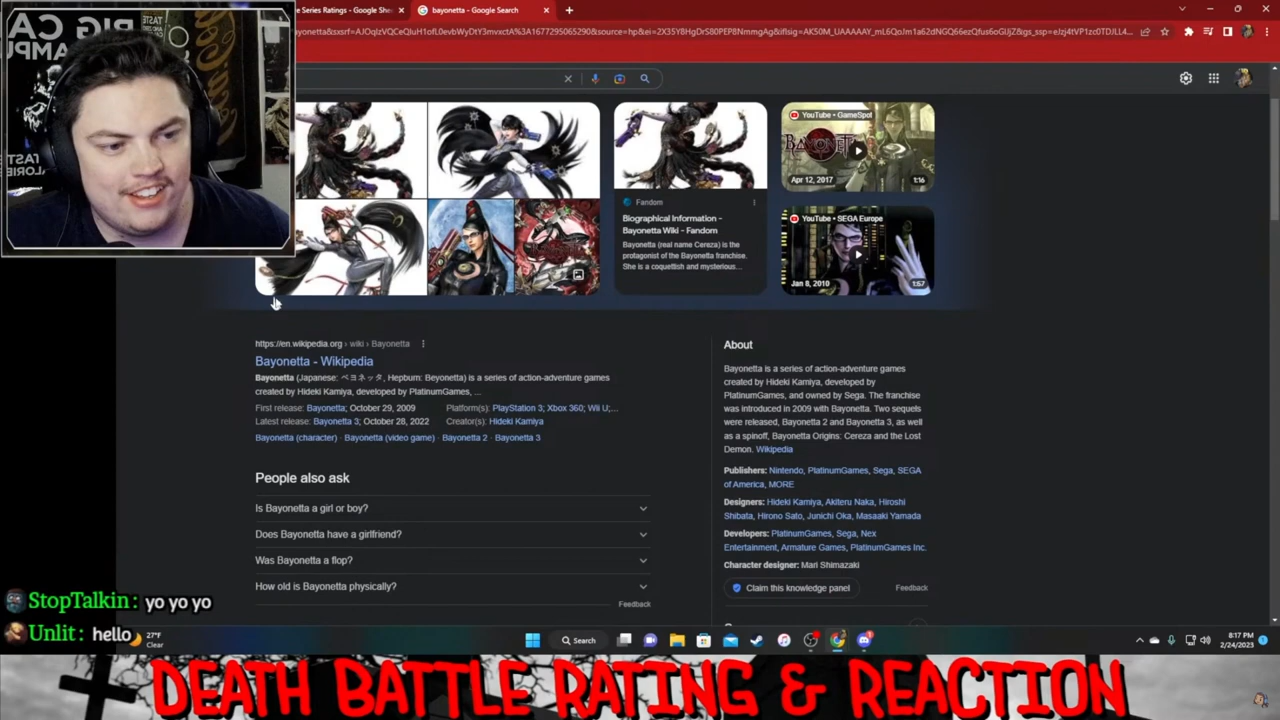 e Series Ratings - Google She
bayonetta - Google Search
YouTube • GameSpot
Apr 12, 2017
1:16
Fandom
Biographical Information -
Bayonetta Wiki - Fandom
Bayonetta (real name Cereza) is the
protagonist of the Bayonetta franchise.
She is a coquettish and mysterious...
YouTube • SEGA Europe
Jan 8, 2010
1:57
https://en.wikipedia.org › wiki › Bayonetta
Bayonetta - Wikipedia
Bayonetta (Japanese: ベヨネッタ, Hepburn: Beyonetta) is a series of action-adventure games
created by Hideki Kamiya, developed by PlatinumGames, ...
First release: Bayonetta; October 29, 2009
Platform(s): PlayStation 3; Xbox 360; Wii U;...
Latest release: Bayonetta 3; October 28, 2022
Creator(s): Hideki Kamiya
Bayonetta (character) · Bayonetta (video game) · Bayonetta 2 · Bayonetta 3
People also ask
Is Bayonetta a girl or boy?
Does Bayonetta have a girlfriend?
Was Bayonetta a flop?
How old is Bayonetta physically?
Feedback
About
Bayonetta is a series of action-adventure games
created by Hideki Kamiya, developed by
PlatinumGames, and owned by Sega. The franchise
was introduced in 2009 with Bayonetta. Two sequels
were released, Bayonetta 2 and Bayonetta 3, as well
as a spinoff, Bayonetta Origins: Cereza and the Lost
Demon. Wikipedia
Publishers: Nintendo, PlatinumGames, Sega, SEGA
of America, MORE
Designers: Hideki Kamiya, Akiteru Naka, Hiroshi
Shibata, Hirono Sato, Junichi Oka, Masaaki Yamada
Developers: PlatinumGames, Sega, Nex
Entertainment, Armature Games, PlatinumGames Inc.
Character designer: Mari Shimazaki
Claim this knowledge panel
Feedback
StopTalkin: yo yo yo
Unlit: hello
27°F
Clear
Search
8:17 PM
2/24/2023
DEATH BATTLE RATING & REACTION